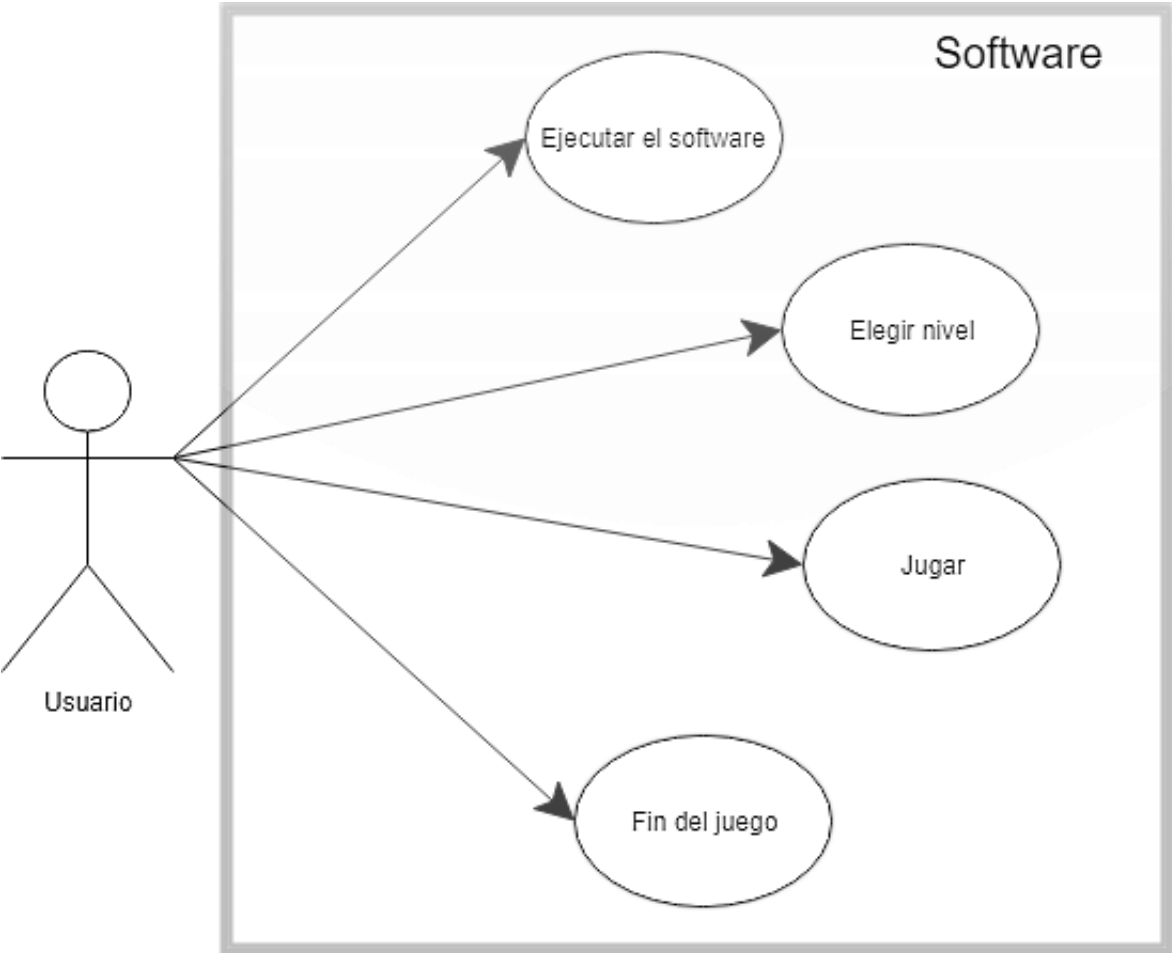 Software
Ejecutar el software
Elegir nivel
Jugar
Usuario
Fin del juego